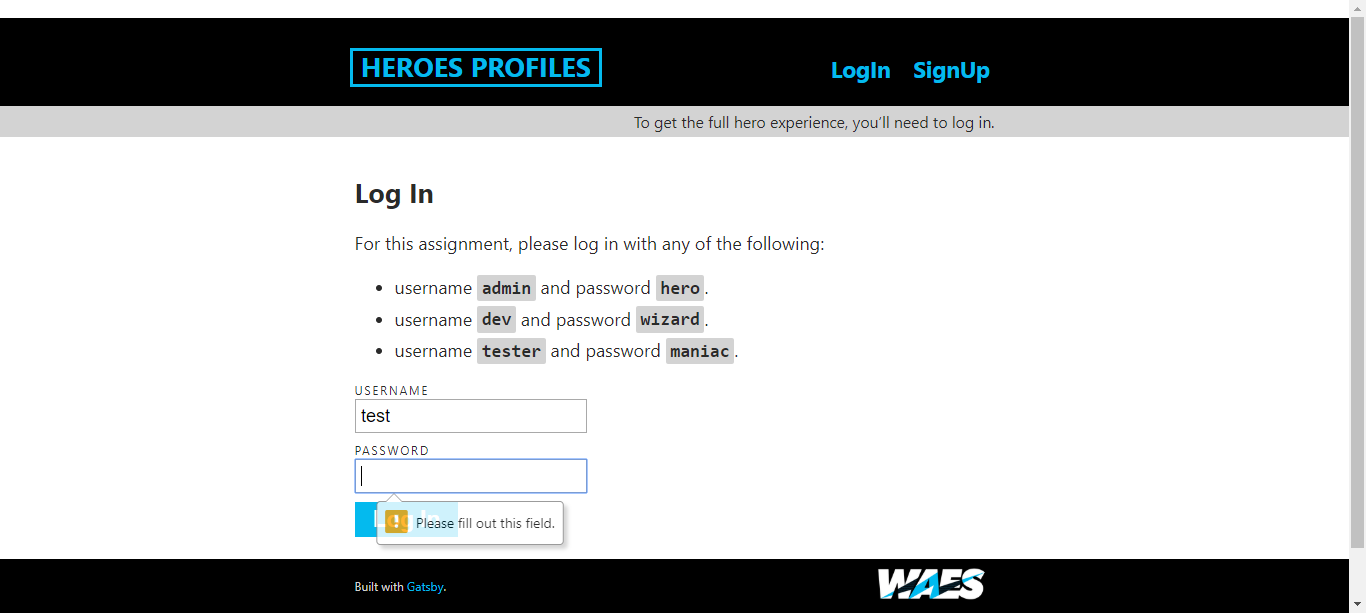 HEROES PROFILES
LogIn SignUp
To get the full hero experience, you'll need to log in.
Log In
For this assignment, please log in with any of the following:
• username admin and password hero.
• username dev and password wizard.
• username tester and password maniac.
USERNAME
test
PASSWORD
Log In
Please fill out this field.
Built with Gatsby.
WAES